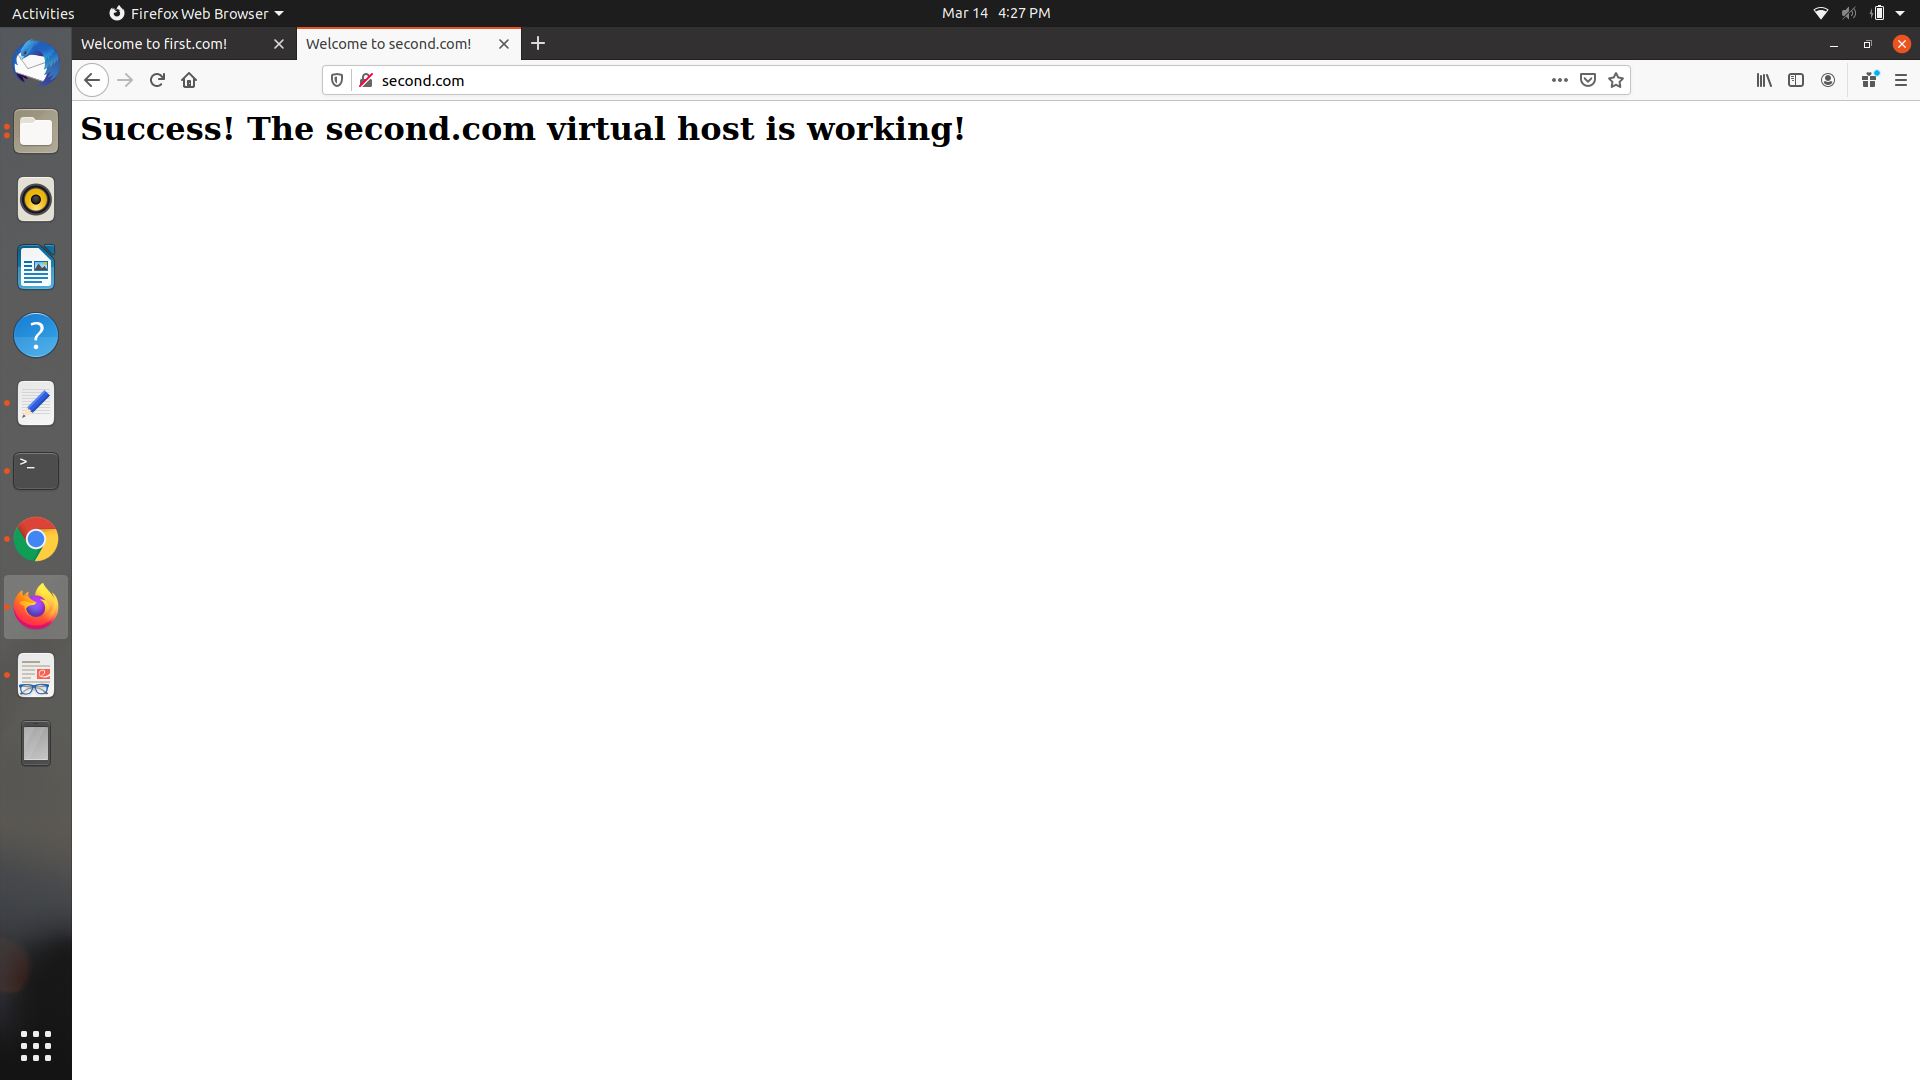 Activities
Firefox Web Browser
Mar 14 4:27 PM
Welcome to first.com!
Welcome to second.com!
second.com
Success! The second.com virtual host is working!
?
>_